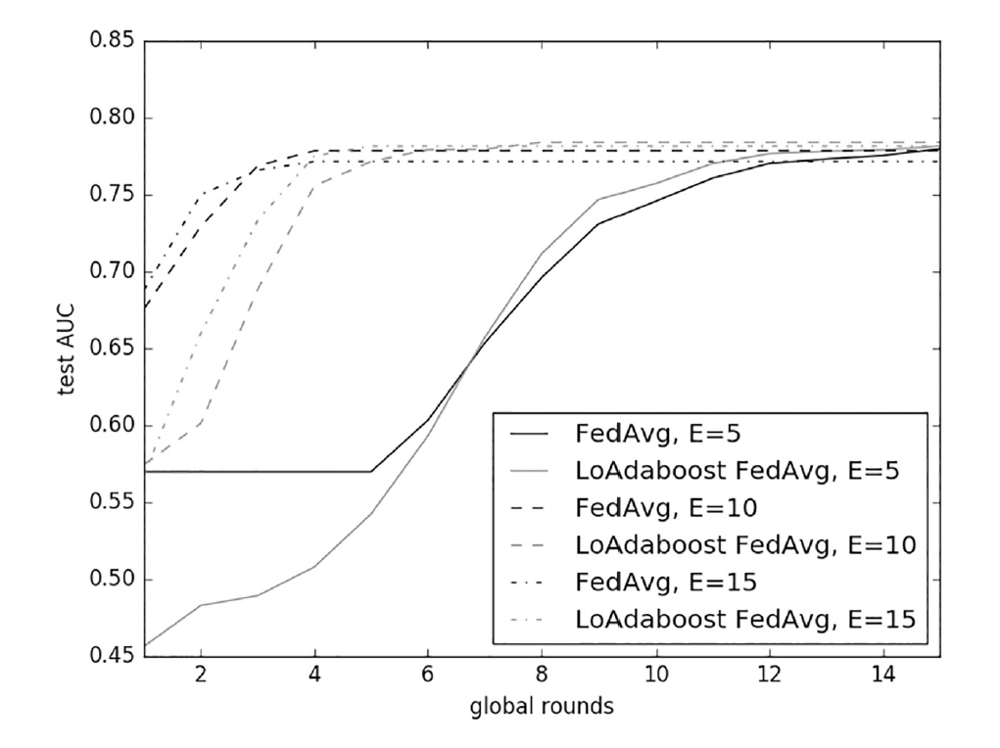 0.85
0.80
0.75
0.70
0.65
0.60
0.55
0.50
0.45
test AUC
FedAvg, E=5
LoAdaboost FedAvg, E=5
FedAvg, E=10
LoAdaboost FedAvg, E=10
FedAvg, E=15
LoAdaboost FedAvg, E=15
2 4 6 8 10 12 14
global rounds